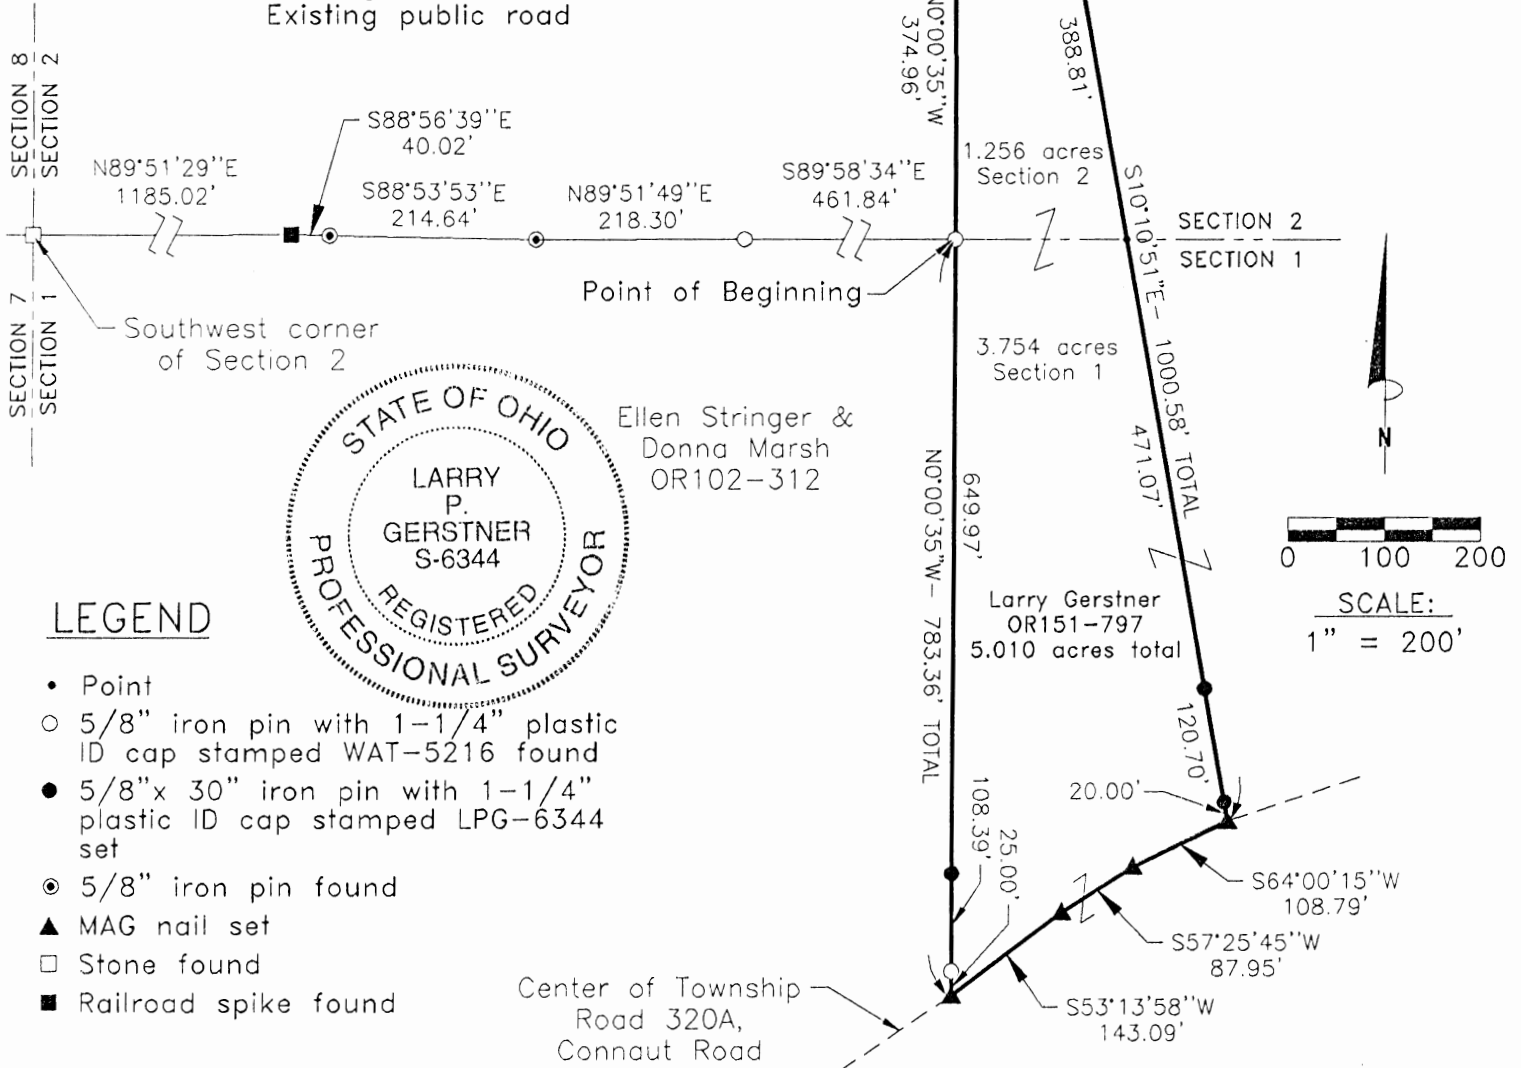 Existing public road
SECTION 8
SECTION 2
SECTION 7
SECTION 1
N89°51'29"E
1185.02'
S88°56'39"E
40.02'
S88°53'53"E
214.64'
N89°51'49"E
218.30'
S89°58'34"E
461.84'
N0°00'35"W
374.96'
388.81'
1.256 acres
Section 2
S10°10'51"E- 1000.58' TOTAL
SECTION 2
SECTION 1
Point of Beginning
Southwest corner
of Section 2
3.754 acres
Section 1
471.07'
Ellen Stringer &
Donna Marsh
OR102-312
STATE OF OHIO
LARRY
P.
GERSTNER
S-6344
REGISTERED
PROFESSIONAL SURVEYOR
N0°00'35"W- 783.36' TOTAL
649.97'
N
0 100 200
SCALE:
1" = 200'
Larry Gerstner
OR151-797
5.010 acres total
120.70'
20.00'
108.39'
25.00'
S64°00'15"W
108.79'
S57°25'45"W
87.95'
S53°13'58"W
143.09'
Center of Township
Road 320A,
Connaut Road
LEGEND
Point
5/8" iron pin with 1-1/4" plastic
ID cap stamped WAT-5216 found
5/8"x 30" iron pin with 1-1/4"
plastic ID cap stamped LPG-6344
set
5/8" iron pin found
MAG nail set
Stone found
Railroad spike found